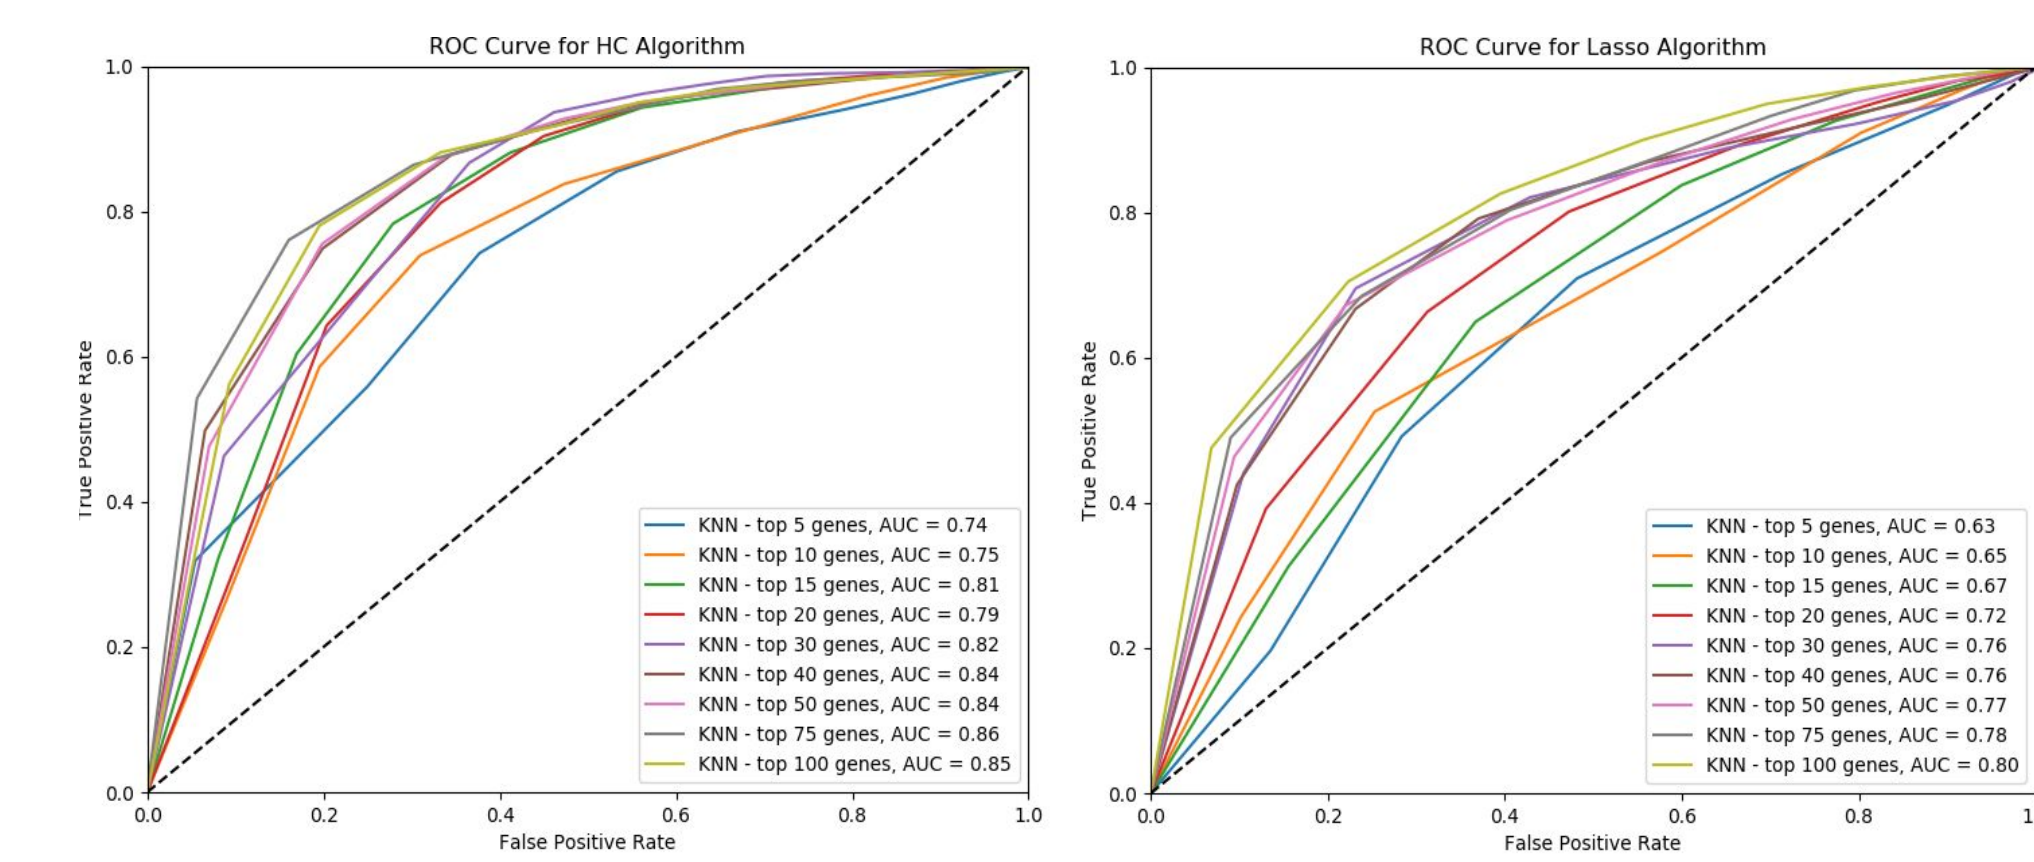 ROC Curve for HC Algorithm
1.0
0.8
0.6
0.4
0.2
0.0
True Positive Rate
KNN - top 5 genes, AUC = 0.74
KNN - top 10 genes, AUC = 0.75
KNN - top 15 genes, AUC = 0.81
KNN - top 20 genes, AUC = 0.79
KNN - top 30 genes, AUC = 0.82
KNN - top 40 genes, AUC = 0.84
KNN - top 50 genes, AUC = 0.84
KNN - top 75 genes, AUC = 0.86
KNN - top 100 genes, AUC = 0.85
0.0 0.2 0.4 0.6 0.8 1.0
False Positive Rate
ROC Curve for Lasso Algorithm
1.0
0.8
0.6
0.4
0.2
0.0
True Positive Rate
KNN - top 5 genes, AUC = 0.63
KNN - top 10 genes, AUC = 0.65
KNN - top 15 genes, AUC = 0.67
KNN - top 20 genes, AUC = 0.72
KNN - top 30 genes, AUC = 0.76
KNN - top 40 genes, AUC = 0.76
KNN - top 50 genes, AUC = 0.77
KNN - top 75 genes, AUC = 0.78
KNN - top 100 genes, AUC = 0.80
0.0 0.2 0.4 0.6 0.8
False Positive Rate